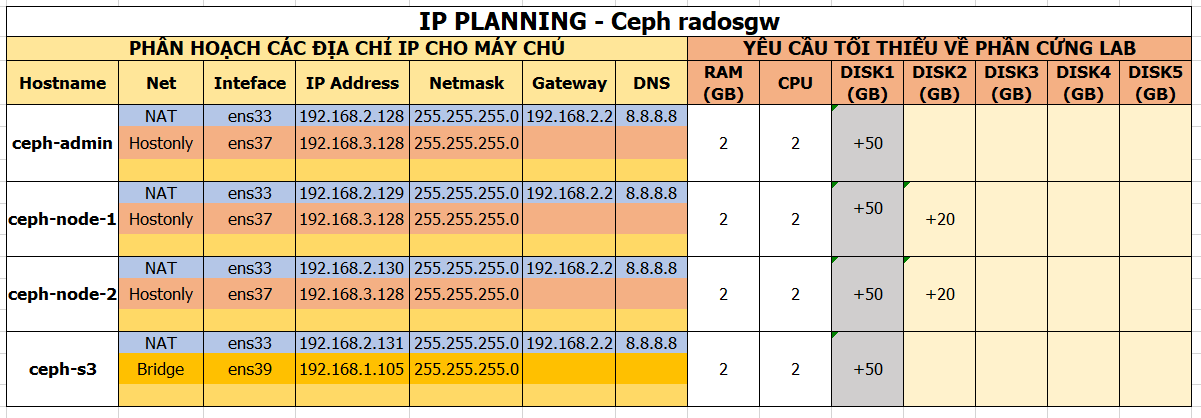 IP PLANNING - Ceph radosgw
PHÂN HOẠCH CÁC ĐỊA CHỈ IP CHO MÁY CHỦ YÊU CẦU TỐI THIỂU VỀ PHẦN CỨNG LAB
Hostname Net Inteface IP Address Netmask Gateway DNS RAM (GB) CPU DISK1 (GB) DISK2 (GB) DISK3 (GB) DISK4 (GB) DISK5 (GB)
ceph-admin
NAT ens33 192.168.2.128 255.255.255.0 192.168.2.2 8.8.8.8
Hostonly ens37 192.168.3.128 255.255.255.0
2 2 +50
ceph-node-1
NAT ens33 192.168.2.129 255.255.255.0 192.168.2.2 8.8.8.8
Hostonly ens37 192.168.3.128 255.255.255.0
2 2 +50 +20
ceph-node-2
NAT ens33 192.168.2.130 255.255.255.0 192.168.2.2 8.8.8.8
Hostonly ens37 192.168.3.128 255.255.255.0
2 2 +50 +20
ceph-s3
NAT ens33 192.168.2.131 255.255.255.0 192.168.2.2 8.8.8.8
Bridge ens39 192.168.1.105 255.255.255.0
2 2 +50